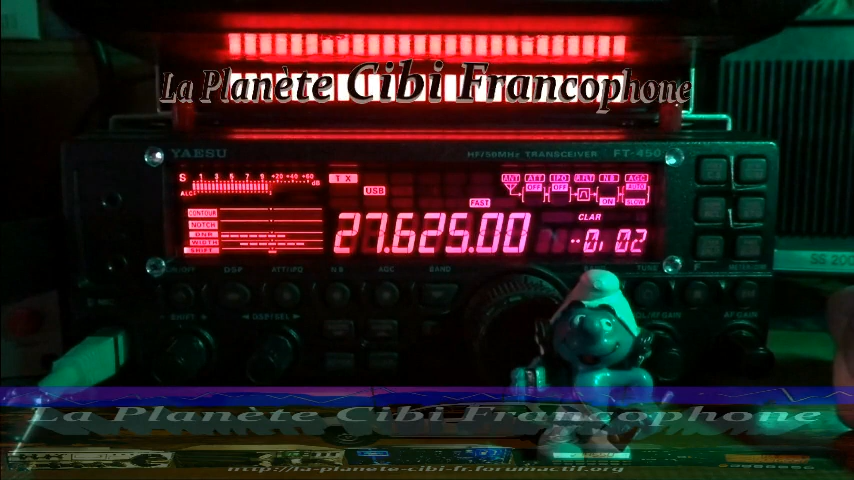 La Planète Cibi Francophone
YAESU
HF/50MHz TRANSCEIVER FT-450
S 1 3 5 7 9 +20 +40 +60 dB
ALC
TX
USB
FAST
ANT ATT IPO R.FLT NB AGC
OFF OFF ON AUTO SLOW
CONTOUR
NOTCH
DNR
WIDTH
SHIFT
27.625.00
CLAR
-0.02
DSP ATT/IPO NB AGC BAND TUNE F
SHIFT DSP/SEL AF GAIN
SS 200
La Planète Cibi Francophone
http://la-planete-cibi-fr.forumactif.org